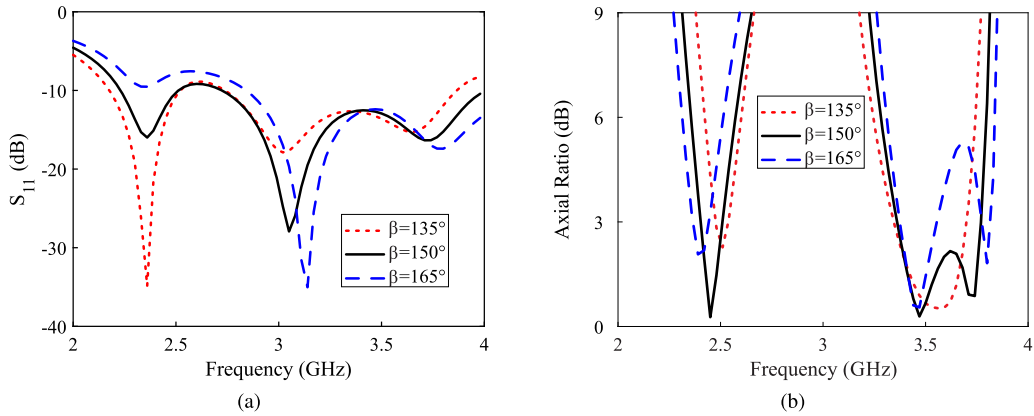 0
-10
-20
-30
-40
2
2.5
3
3.5
4
S11 (dB)
Frequency (GHz)
β=135°
β=150°
β=165°
(a)
9
6
3
0
2
2.5
3
3.5
4
Axial Ratio (dB)
Frequency (GHz)
β=135°
β=150°
β=165°
(b)